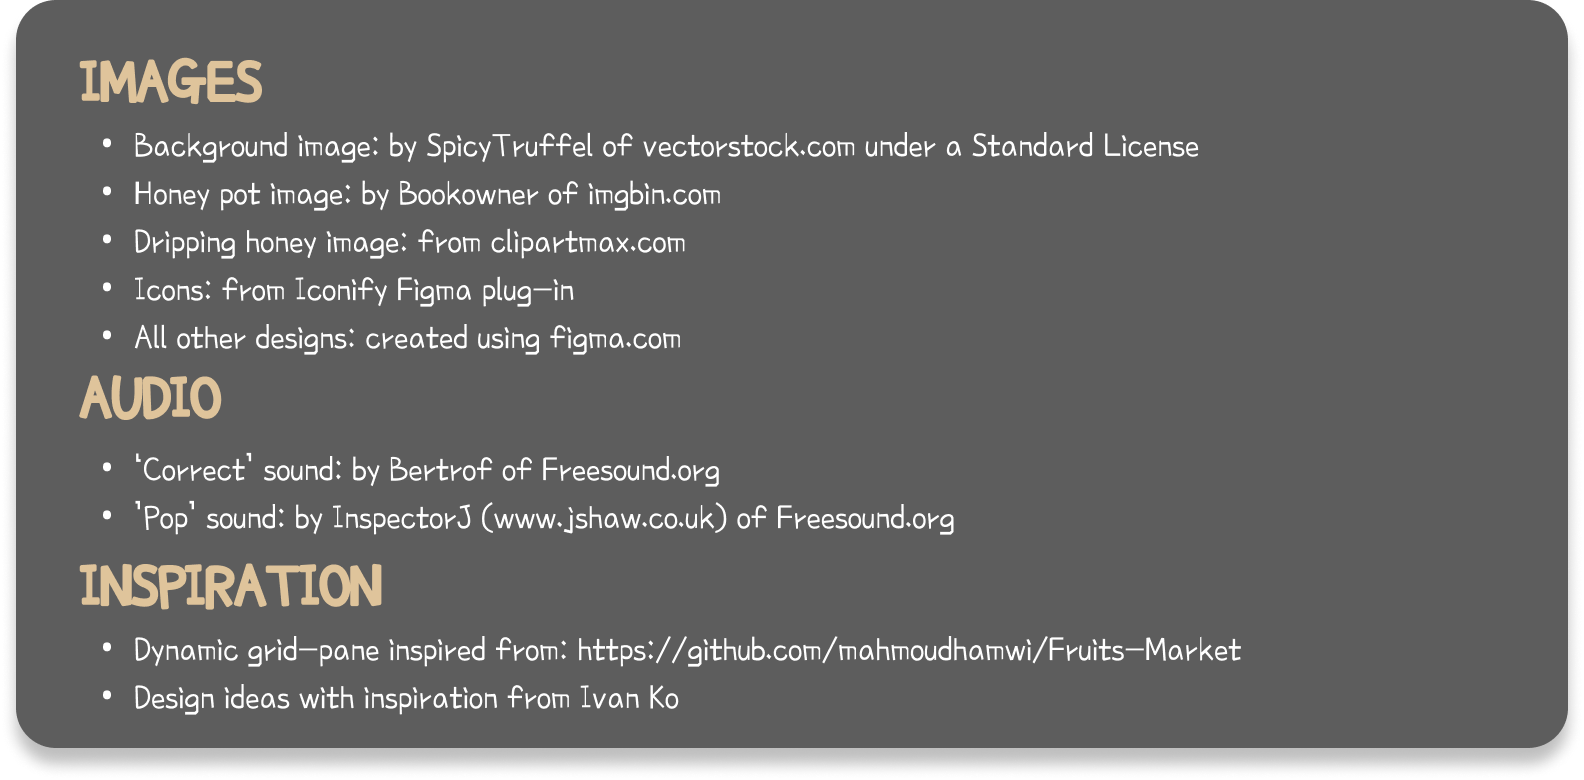 IMAGES
• Background image: by SpicyTruffel of vectorstock.com under a Standard License
• Honey pot image: by Bookowner of imgbin.com
• Dripping honey image: from clipartmax.com
• Icons: from Iconify Figma plug-in
• All other designs: created using figma.com
AUDIO
• 'Correct' sound: by Bertrof of Freesound.org
• 'Pop' sound: by InspectorJ (www.jshaw.co.uk) of Freesound.org
INSPIRATION
• Dynamic grid-pane inspired from: https://github.com/mahmoudhamwi/Fruits-Market
• Design ideas with inspiration from Ivan Ko